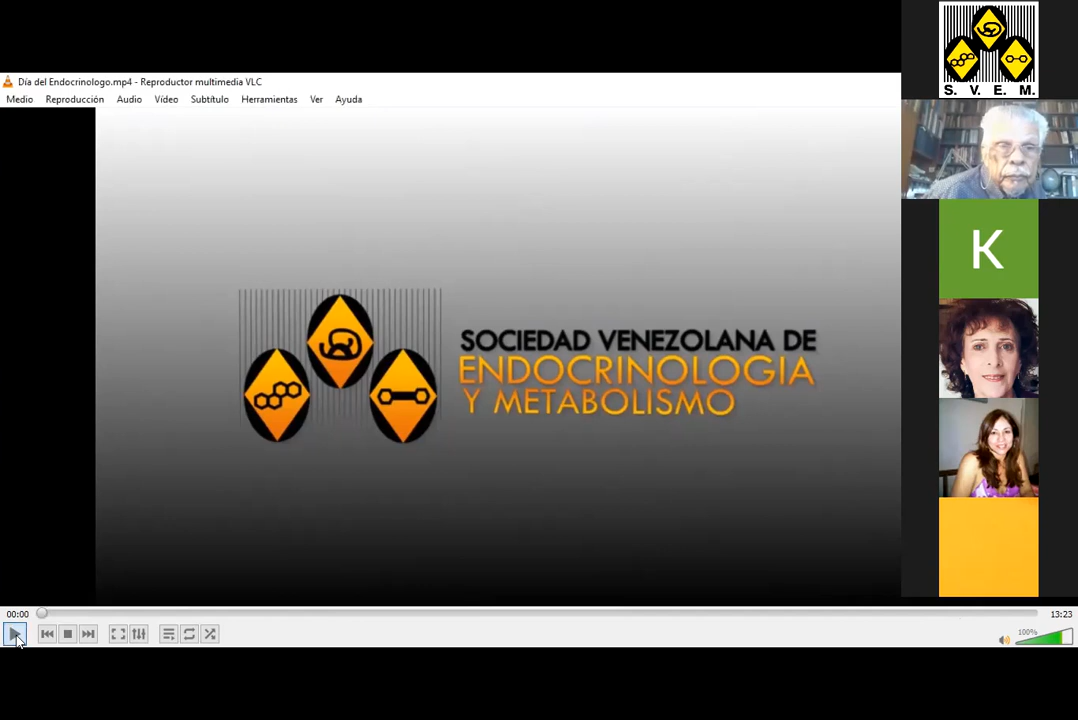 Día del Endocrinologo.mp4 - Reproductor multimedia VLC
Medio Reproducción Audio Vídeo Subtítulo Herramientas Ver Ayuda
SOCIEDAD VENEZOLANA DE
ENDOCRINOLOGIA
Y METABOLISMO
S. V. E. M.
K
00:00
13:23
100%